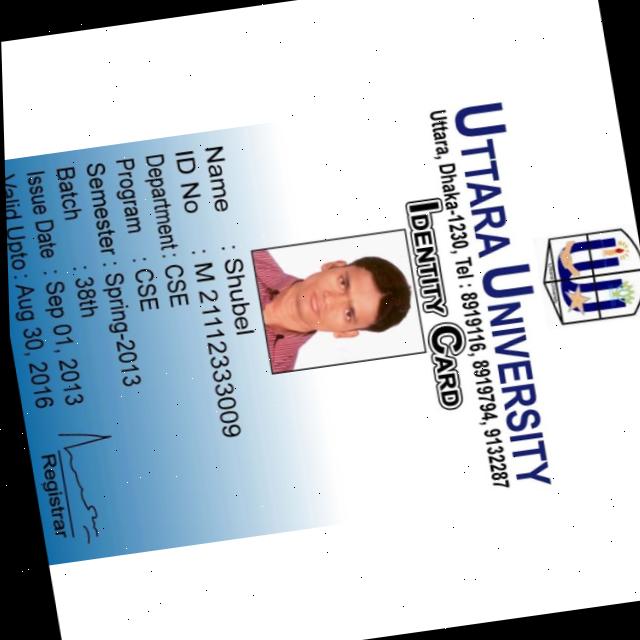 UTTARA UNIVERSITY
Uttara, Dhaka-1230, Tel : 8919116, 8919794, 9132287
IDENTITY CARD
Name : Shubel
ID No : M 21112333009
Department : CSE
Program : CSE
Semester : Spring-2013
Batch : 38th
Issue Date : Sep 01, 2013
Valid Upto : Aug 30, 2016
Registrar